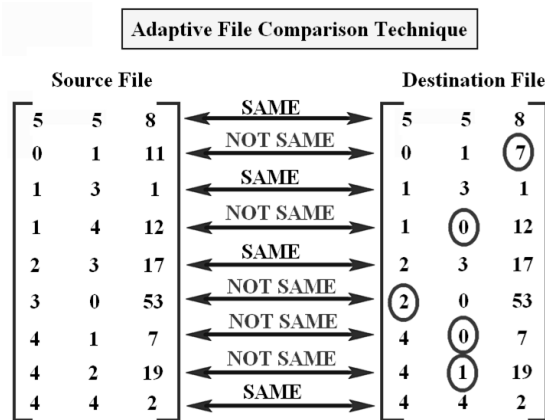 Adaptive File Comparison Technique
Source File Destination File
5 5 8 SAME 5 5 8
0 1 11 NOT SAME 0 1 7
1 3 1 SAME 1 3 1
1 4 12 NOT SAME 1 0 12
2 3 17 SAME 2 3 17
3 0 53 NOT SAME 2 0 53
4 1 7 NOT SAME 4 0 7
4 2 19 NOT SAME 4 1 19
4 4 2 SAME 4 4 2